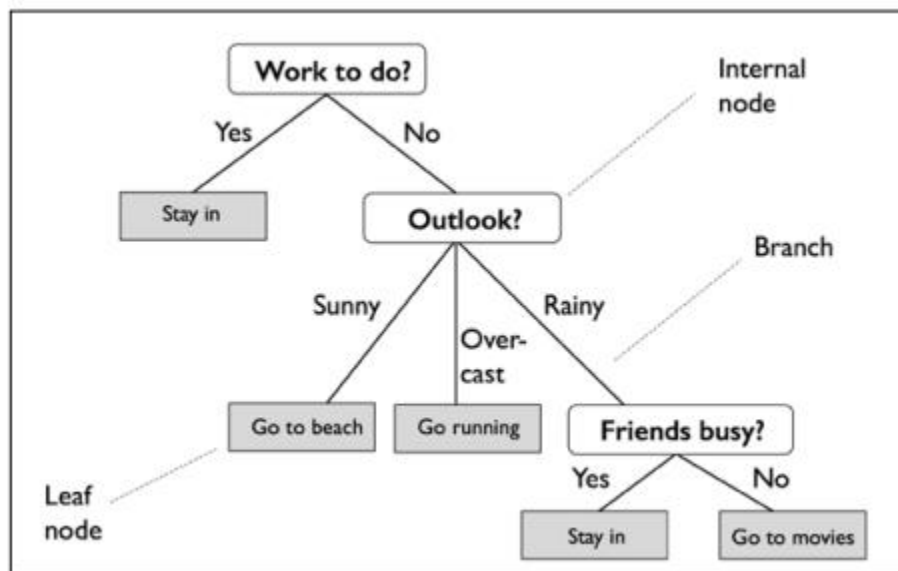 Work to do?
Internal
node
Yes
No
Stay in
Outlook?
Branch
Sunny
Over-
cast
Rainy
Go to beach
Go running
Friends busy?
Leaf
node
Yes
No
Stay in
Go to movies